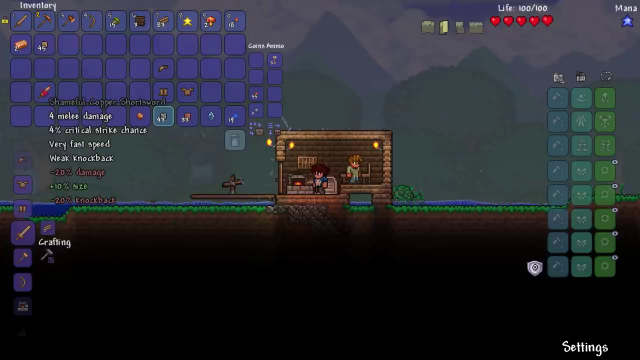 Inventory
Life: 100/100
Mana
Coins Ammo
Shameful Copper Shortsword
4 melee damage
4% critical strike chance
Very fast speed
Weak knockback
-20% damage
+10% size
-20% knockback
Crafting
Settings